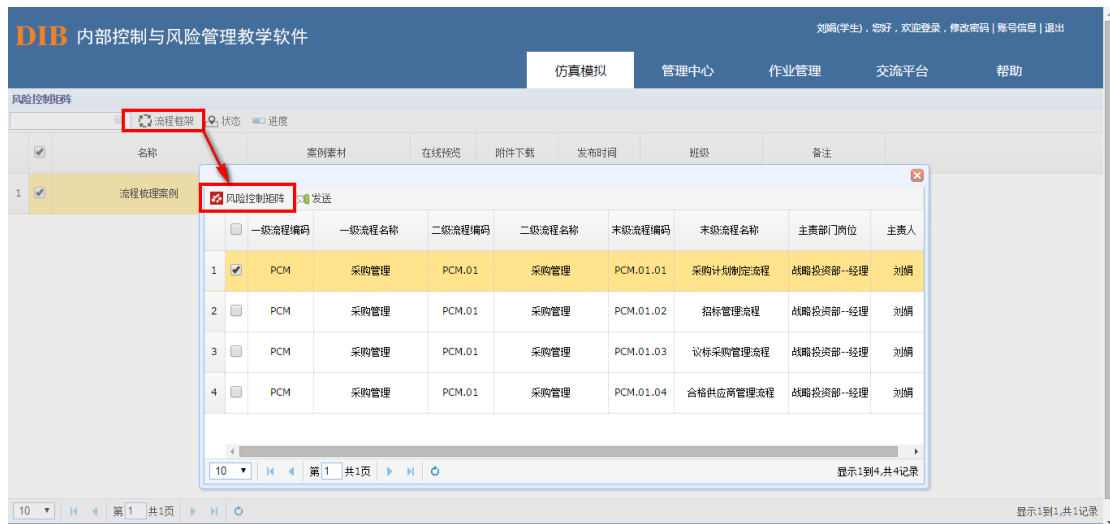 DIB 内部控制与风险管理教学软件
刘娟(学生)，您好，欢迎登录，修改密码 | 账号信息 | 退出
仿真模拟 管理中心 作业管理 交流平台 帮助
风险控制矩阵
流程框架 状态 进度
名称 案例素材 在线预览 附件下载 发布时间 班级 备注
1 流程梳理案例
风险控制矩阵 发送
一级流程编码 一级流程名称 二级流程编码 二级流程名称 末级流程编码 末级流程名称 主责部门岗位 主责人
1 PCM 采购管理 PCM.01 采购管理 PCM.01.01 采购计划制定流程 战略投资部--经理 刘娟
2 PCM 采购管理 PCM.01 采购管理 PCM.01.02 招标管理流程 战略投资部--经理 刘娟
3 PCM 采购管理 PCM.01 采购管理 PCM.01.03 议标采购管理流程 战略投资部--经理 刘娟
4 PCM 采购管理 PCM.01 采购管理 PCM.01.04 合格供应商管理流程 战略投资部--经理 刘娟
10 第 1 共1页 显示1到4,共4记录
10 第 1 共1页 显示1到1,共1记录